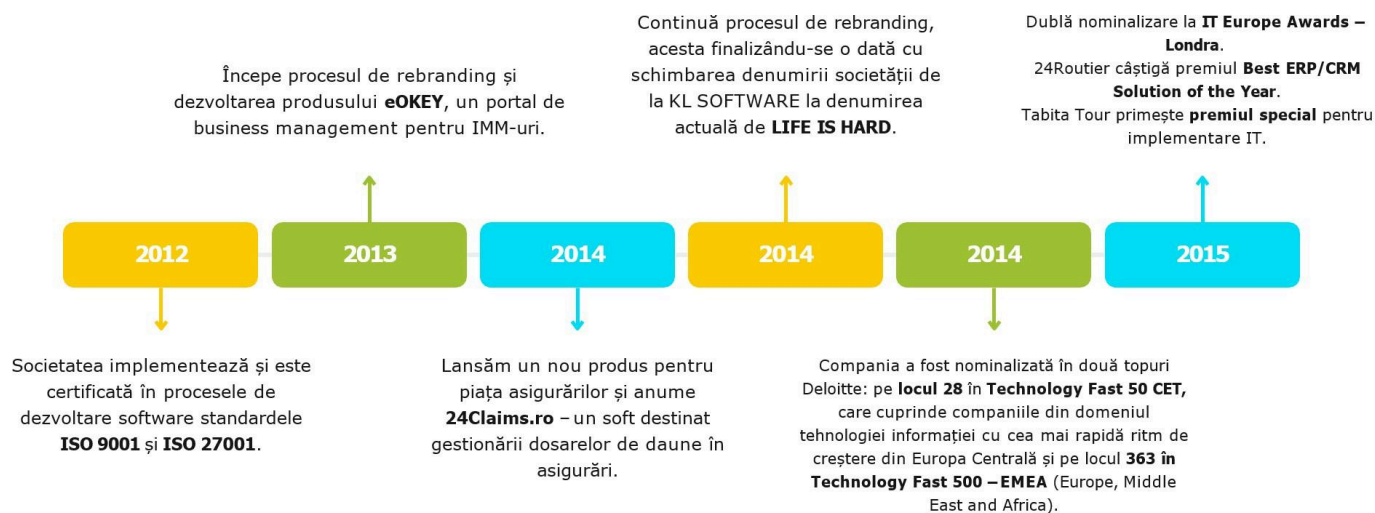 Începe procesul de rebranding și
dezvoltarea produsului eOKEY, un portal de
business management pentru IMM-uri.
Continuă procesul de rebranding,
acesta finalizându-se o dată cu
schimbarea denumirii societății de
la KL SOFTWARE la denumirea
actuală de LIFE IS HARD.
Dublă nominalizare la IT Europe Awards –
Londra.
24Routier câștigă premiul Best ERP/CRM
Solution of the Year.
Tabita Tour primește premiul special pentru
implementare IT.
2012
2013
2014
2014
2014
2015
Societatea implementează și este
certificată în procesele de
dezvoltare software standardele
ISO 9001 și ISO 27001.
Lansăm un nou produs pentru
piața asigurărilor și anume
24Claims.ro – un soft destinat
gestionării dosarelor de daune în
asigurări.
Compania a fost nominalizată în două topuri
Deloitte: pe locul 28 în Technology Fast 50 CET,
care cuprinde companiile din domeniul
tehnologiei informației cu cea mai rapidă ritm de
creștere din Europa Centrală și pe locul 363 în
Technology Fast 500 – EMEA (Europe, Middle
East and Africa).